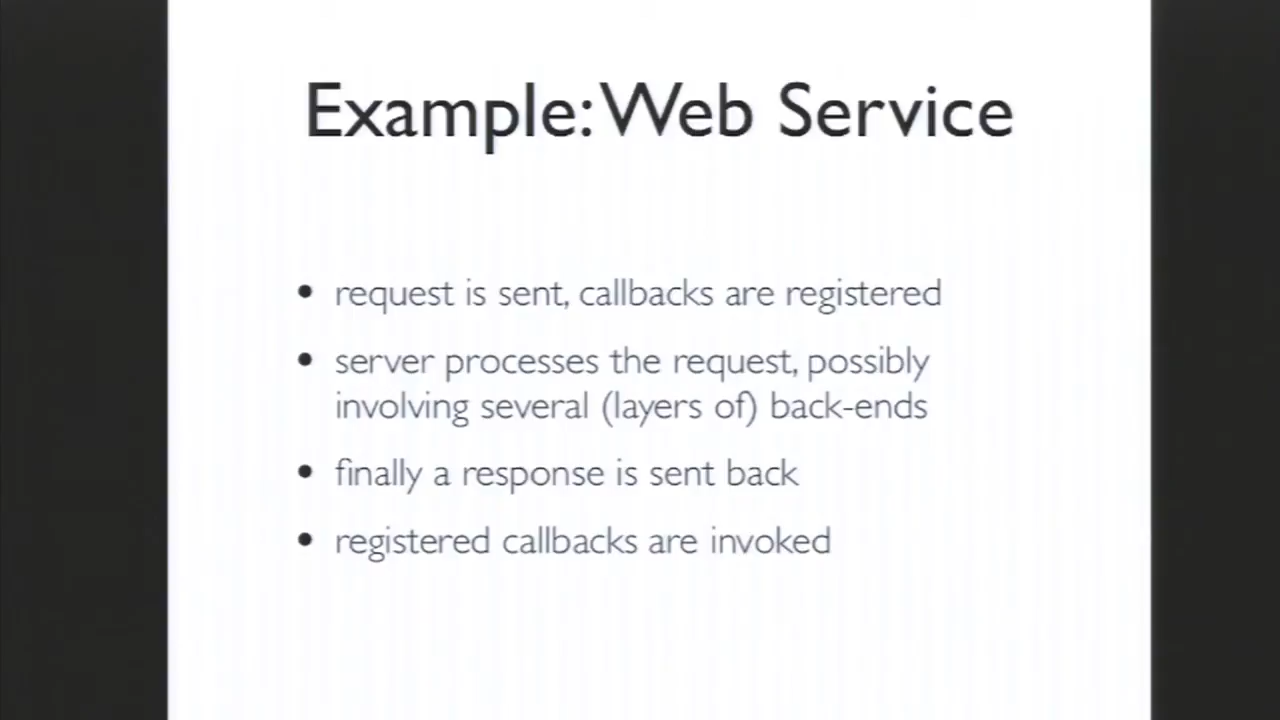 Example: Web Service
• request is sent, callbacks are registered
• server processes the request, possibly
involving several (layers of) back-ends
• finally a response is sent back
• registered callbacks are invoked